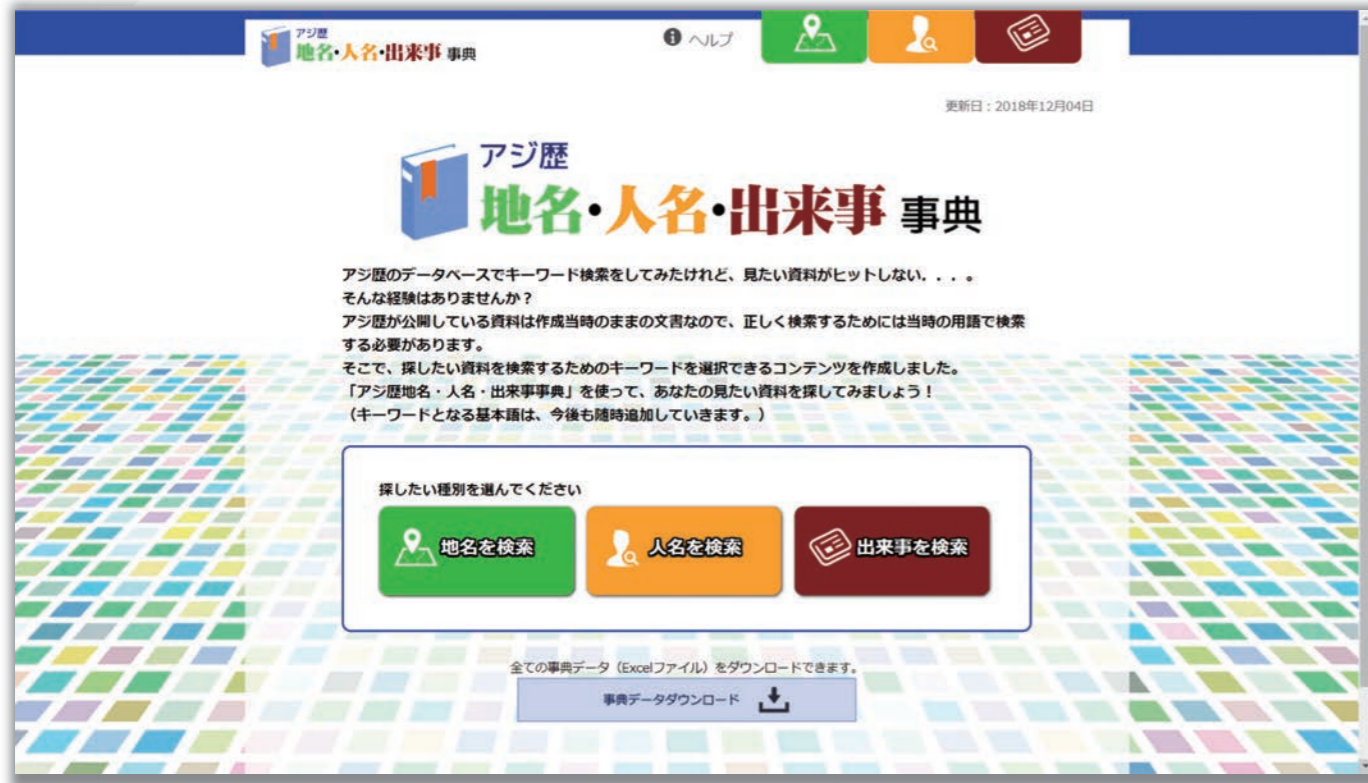 アジ歴
地名・人名・出来事 事典
ヘルプ
更新日:2018年12月04日
アジ歴
地名・人名・出来事 事典
アジ歴のデータベースでキーワード検索をしてみたけれど、見たい資料がヒットしない．．．。
そんな経験はありませんか？
アジ歴が公開している資料は作成当時のままの文書なので、正しく検索するためには当時の用語で検索
する必要があります。
そこで、探したい資料を検索するためのキーワードを選択できるコンテンツを作成しました。
「アジ歴地名・人名・出来事事典」を使って、あなたの見たい資料を探してみましょう！
（キーワードとなる基本語は、今後も随時追加していきます。）
探したい種別を選んでください
地名を検索
人名を検索
出来事を検索
全ての事典データ（Excelファイル）をダウンロードできます。
事典データダウンロード